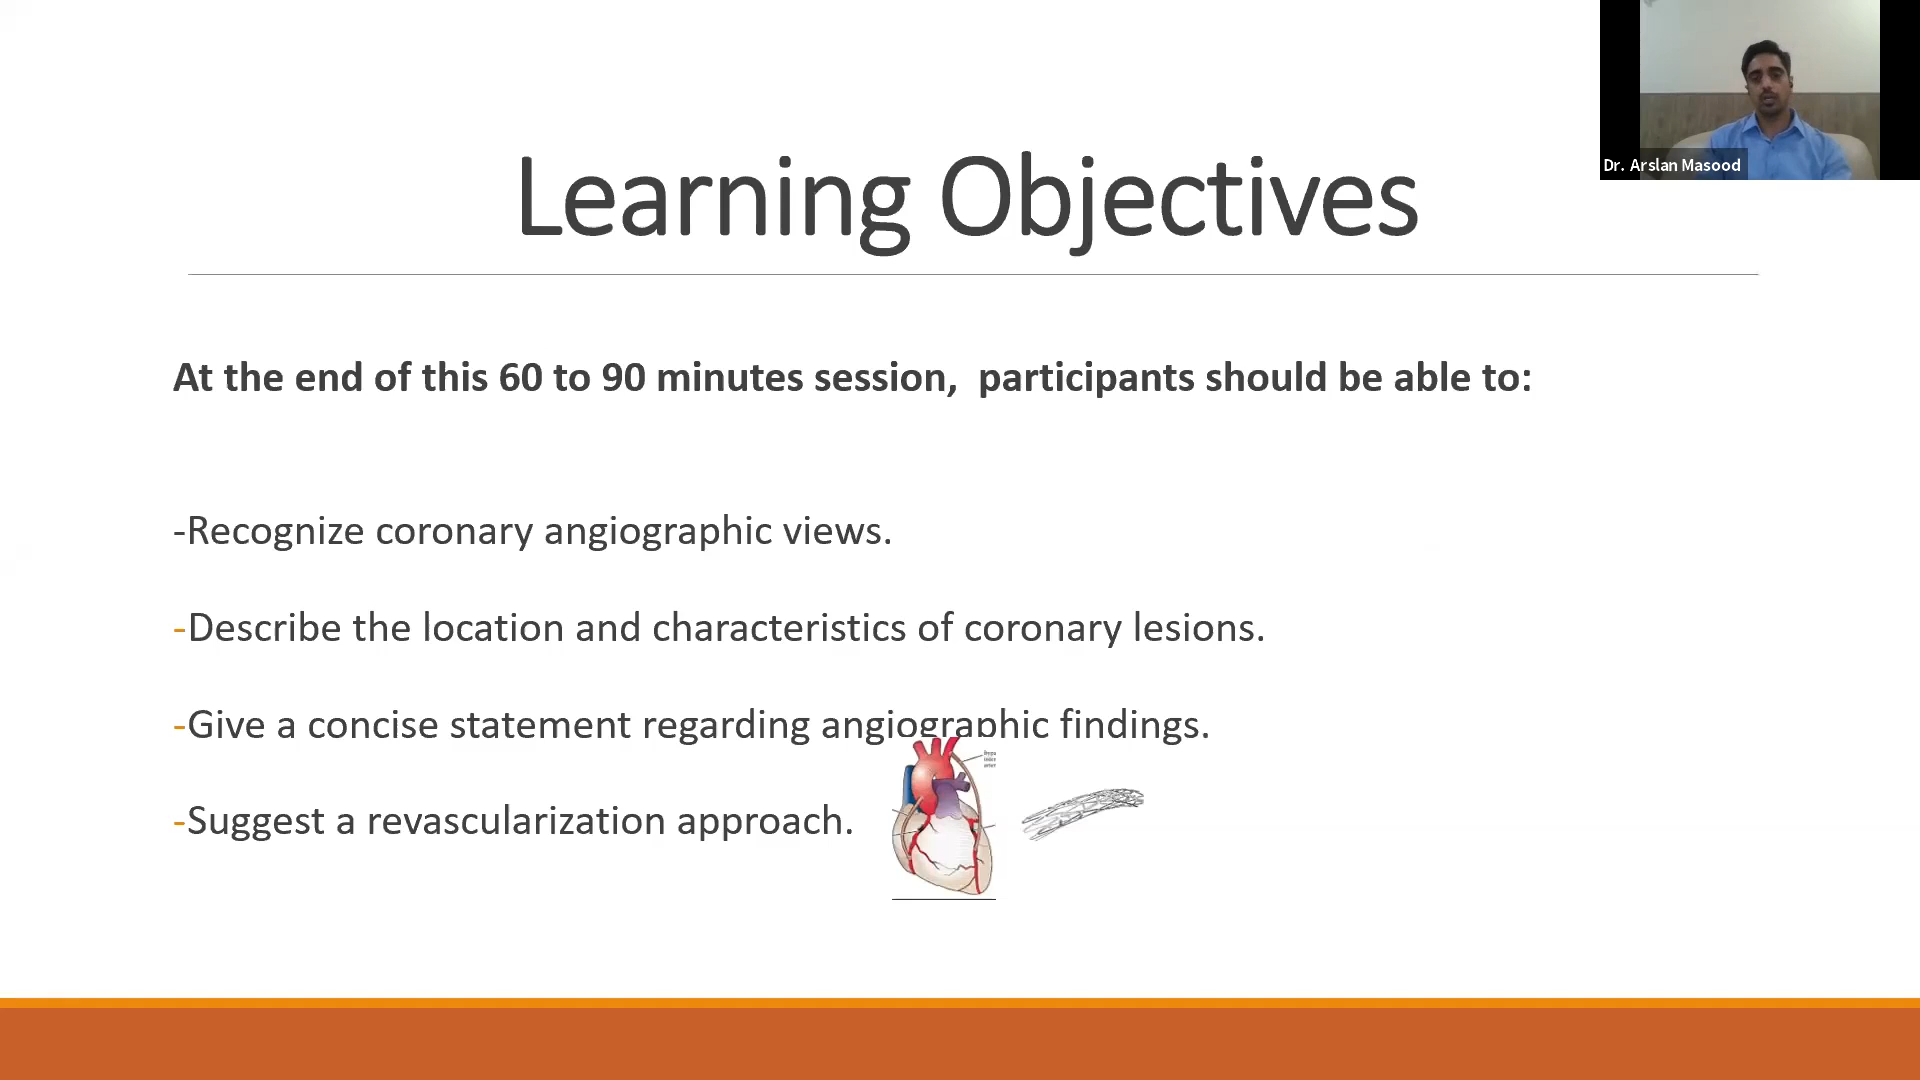 Dr. Arslan Masood
Learning Objectives
At the end of this 60 to 90 minutes session,  participants should be able to:
-Recognize coronary angiographic views.
-Describe the location and characteristics of coronary lesions.
-Give a concise statement regarding angiographic findings.
-Suggest a revascularization approach.